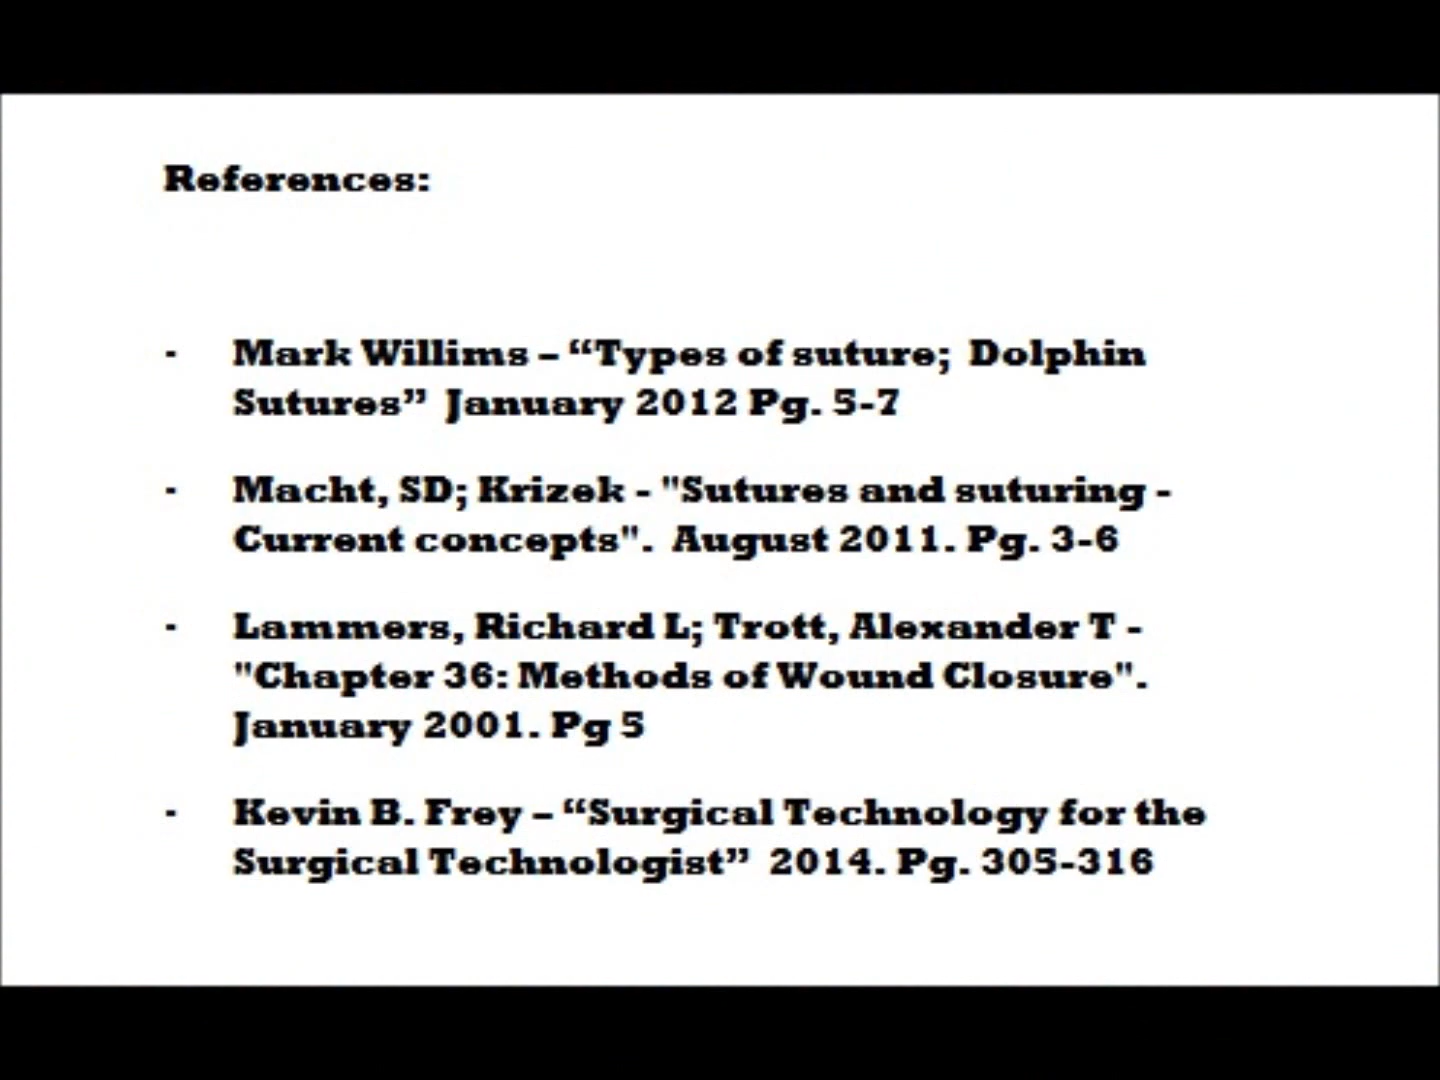 References:
- Mark Willims – “Types of suture; Dolphin
Sutures” January 2012 Pg. 5-7
- Macht, SD; Krizek - "Sutures and suturing -
Current concepts". August 2011. Pg. 3-6
- Lammers, Richard L; Trott, Alexander T -
"Chapter 36: Methods of Wound Closure".
January 2001. Pg 5
- Kevin B. Frey – “Surgical Technology for the
Surgical Technologist” 2014. Pg. 305-316